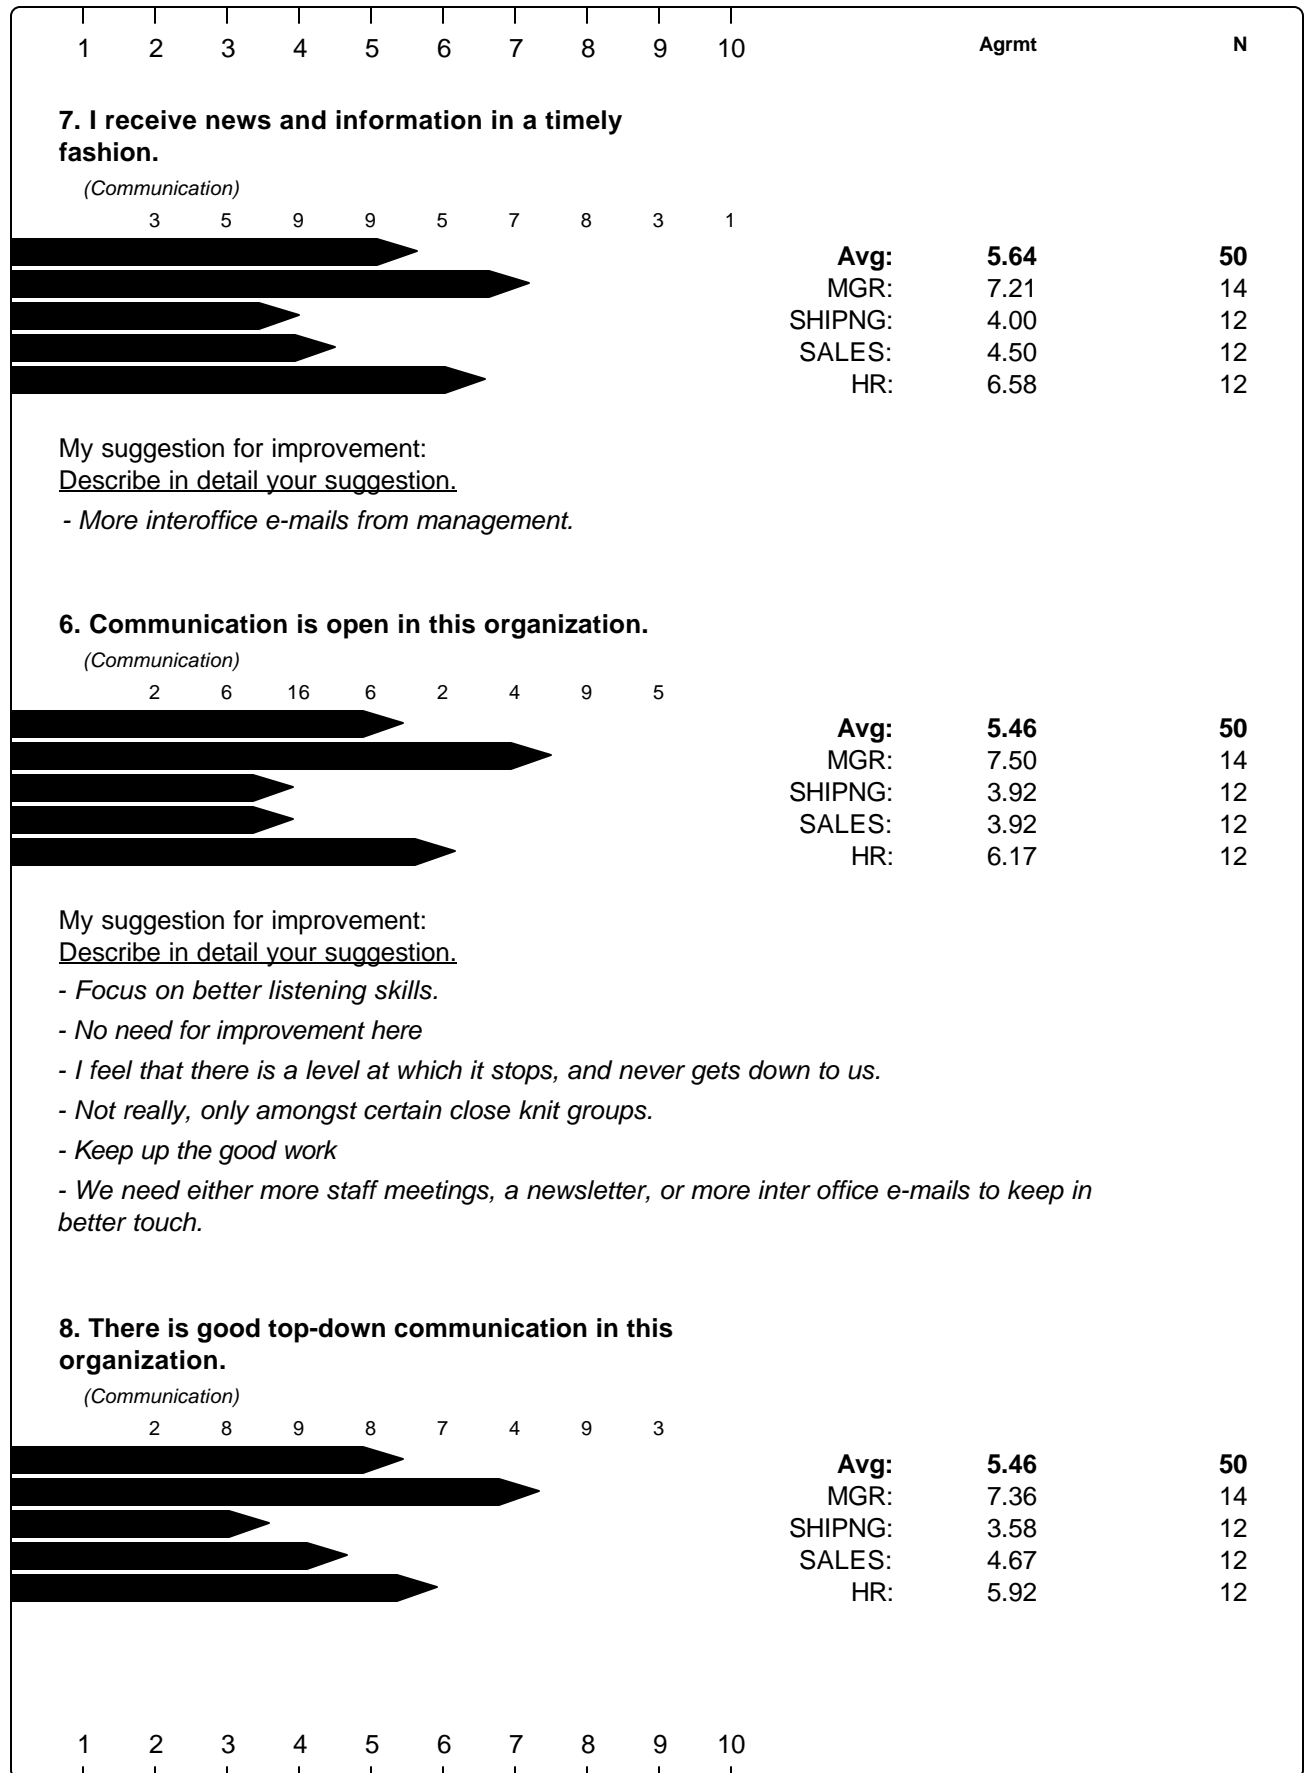 1 2 3 4 5 6 7 8 9 10 Agrmt N
7. I receive news and information in a timely
fashion.
(Communication)
3 5 9 9 5 7 8 3 1
Avg: 5.64 50
MGR: 7.21 14
SHIPNG: 4.00 12
SALES: 4.50 12
HR: 6.58 12
My suggestion for improvement:
Describe in detail your suggestion.
- More interoffice e-mails from management.
6. Communication is open in this organization.
(Communication)
2 6 16 6 2 4 9 5
Avg: 5.46 50
MGR: 7.50 14
SHIPNG: 3.92 12
SALES: 3.92 12
HR: 6.17 12
My suggestion for improvement:
Describe in detail your suggestion.
- Focus on better listening skills.
- No need for improvement here
- I feel that there is a level at which it stops, and never gets down to us.
- Not really, only amongst certain close knit groups.
- Keep up the good work
- We need either more staff meetings, a newsletter, or more inter office e-mails to keep in
better touch.
8. There is good top-down communication in this
organization.
(Communication)
2 8 9 8 7 4 9 3
Avg: 5.46 50
MGR: 7.36 14
SHIPNG: 3.58 12
SALES: 4.67 12
HR: 5.92 12
1 2 3 4 5 6 7 8 9 10